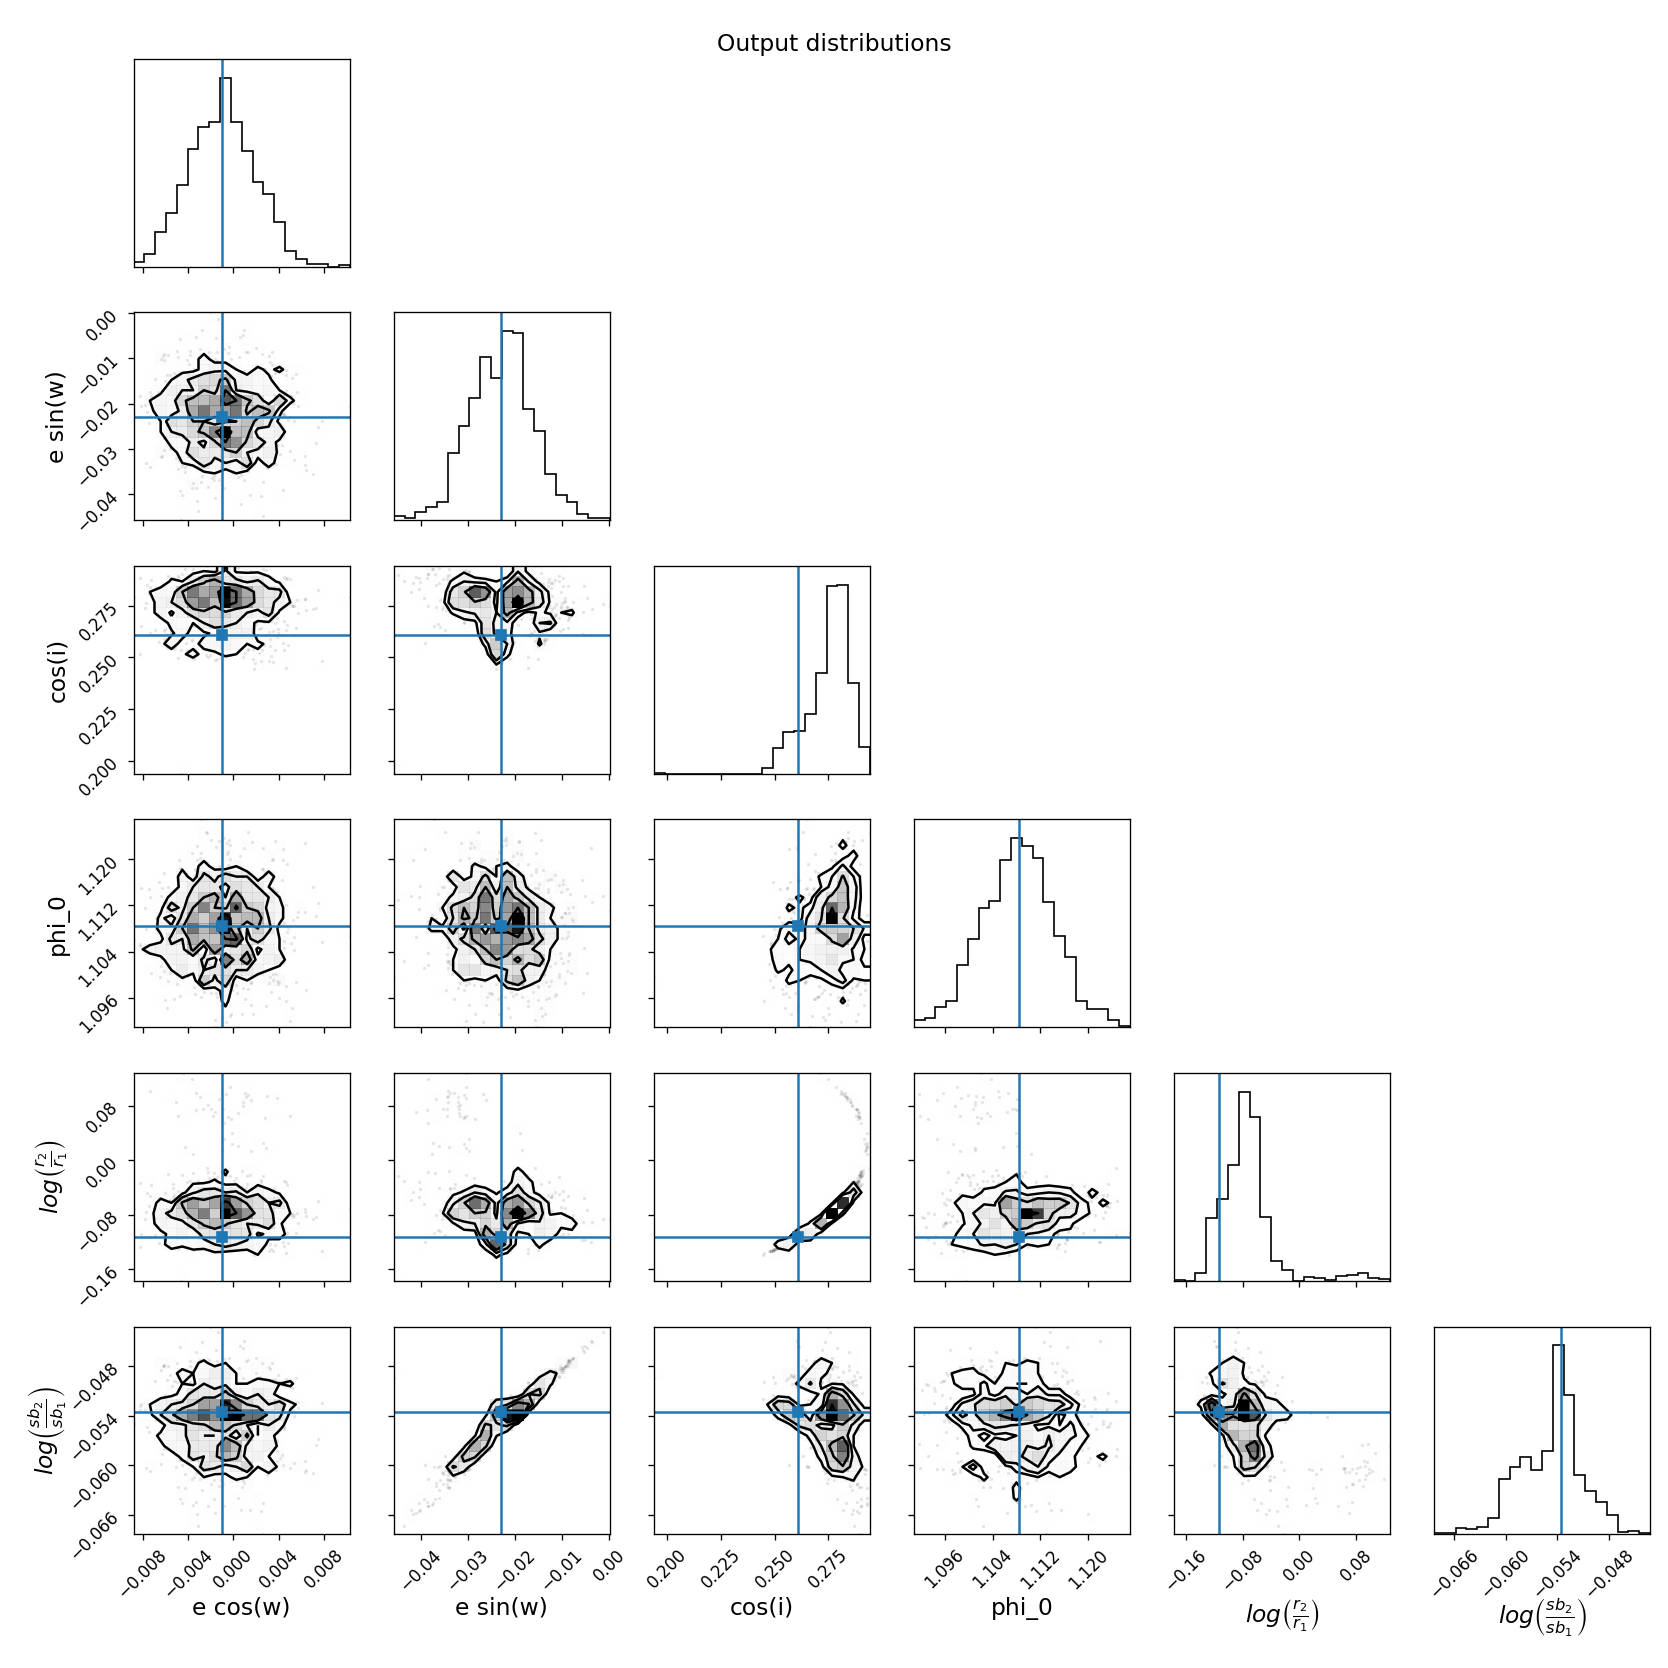 Output distributions
0.00
−0.01
−0.02
−0.03
−0.04
e sin(w)
0.275
0.250
0.225
0.200
cos(i)
1.120
1.112
1.104
1.096
phi_0
0.08
0.00
−0.08
−0.16
log(r₂/r₁)
−0.048
−0.054
−0.060
−0.066
log(sb₂/sb₁)
−0.008 −0.004 0.000 0.004 0.008
−0.04 −0.03 −0.02 −0.01 0.00
0.200 0.225 0.250 0.275
1.096 1.104 1.112 1.120
−0.16 −0.08 0.00 0.08
−0.066 −0.060 −0.054 −0.048
e cos(w)
e sin(w)
cos(i)
phi_0
log(r₂/r₁)
log(sb₂/sb₁)